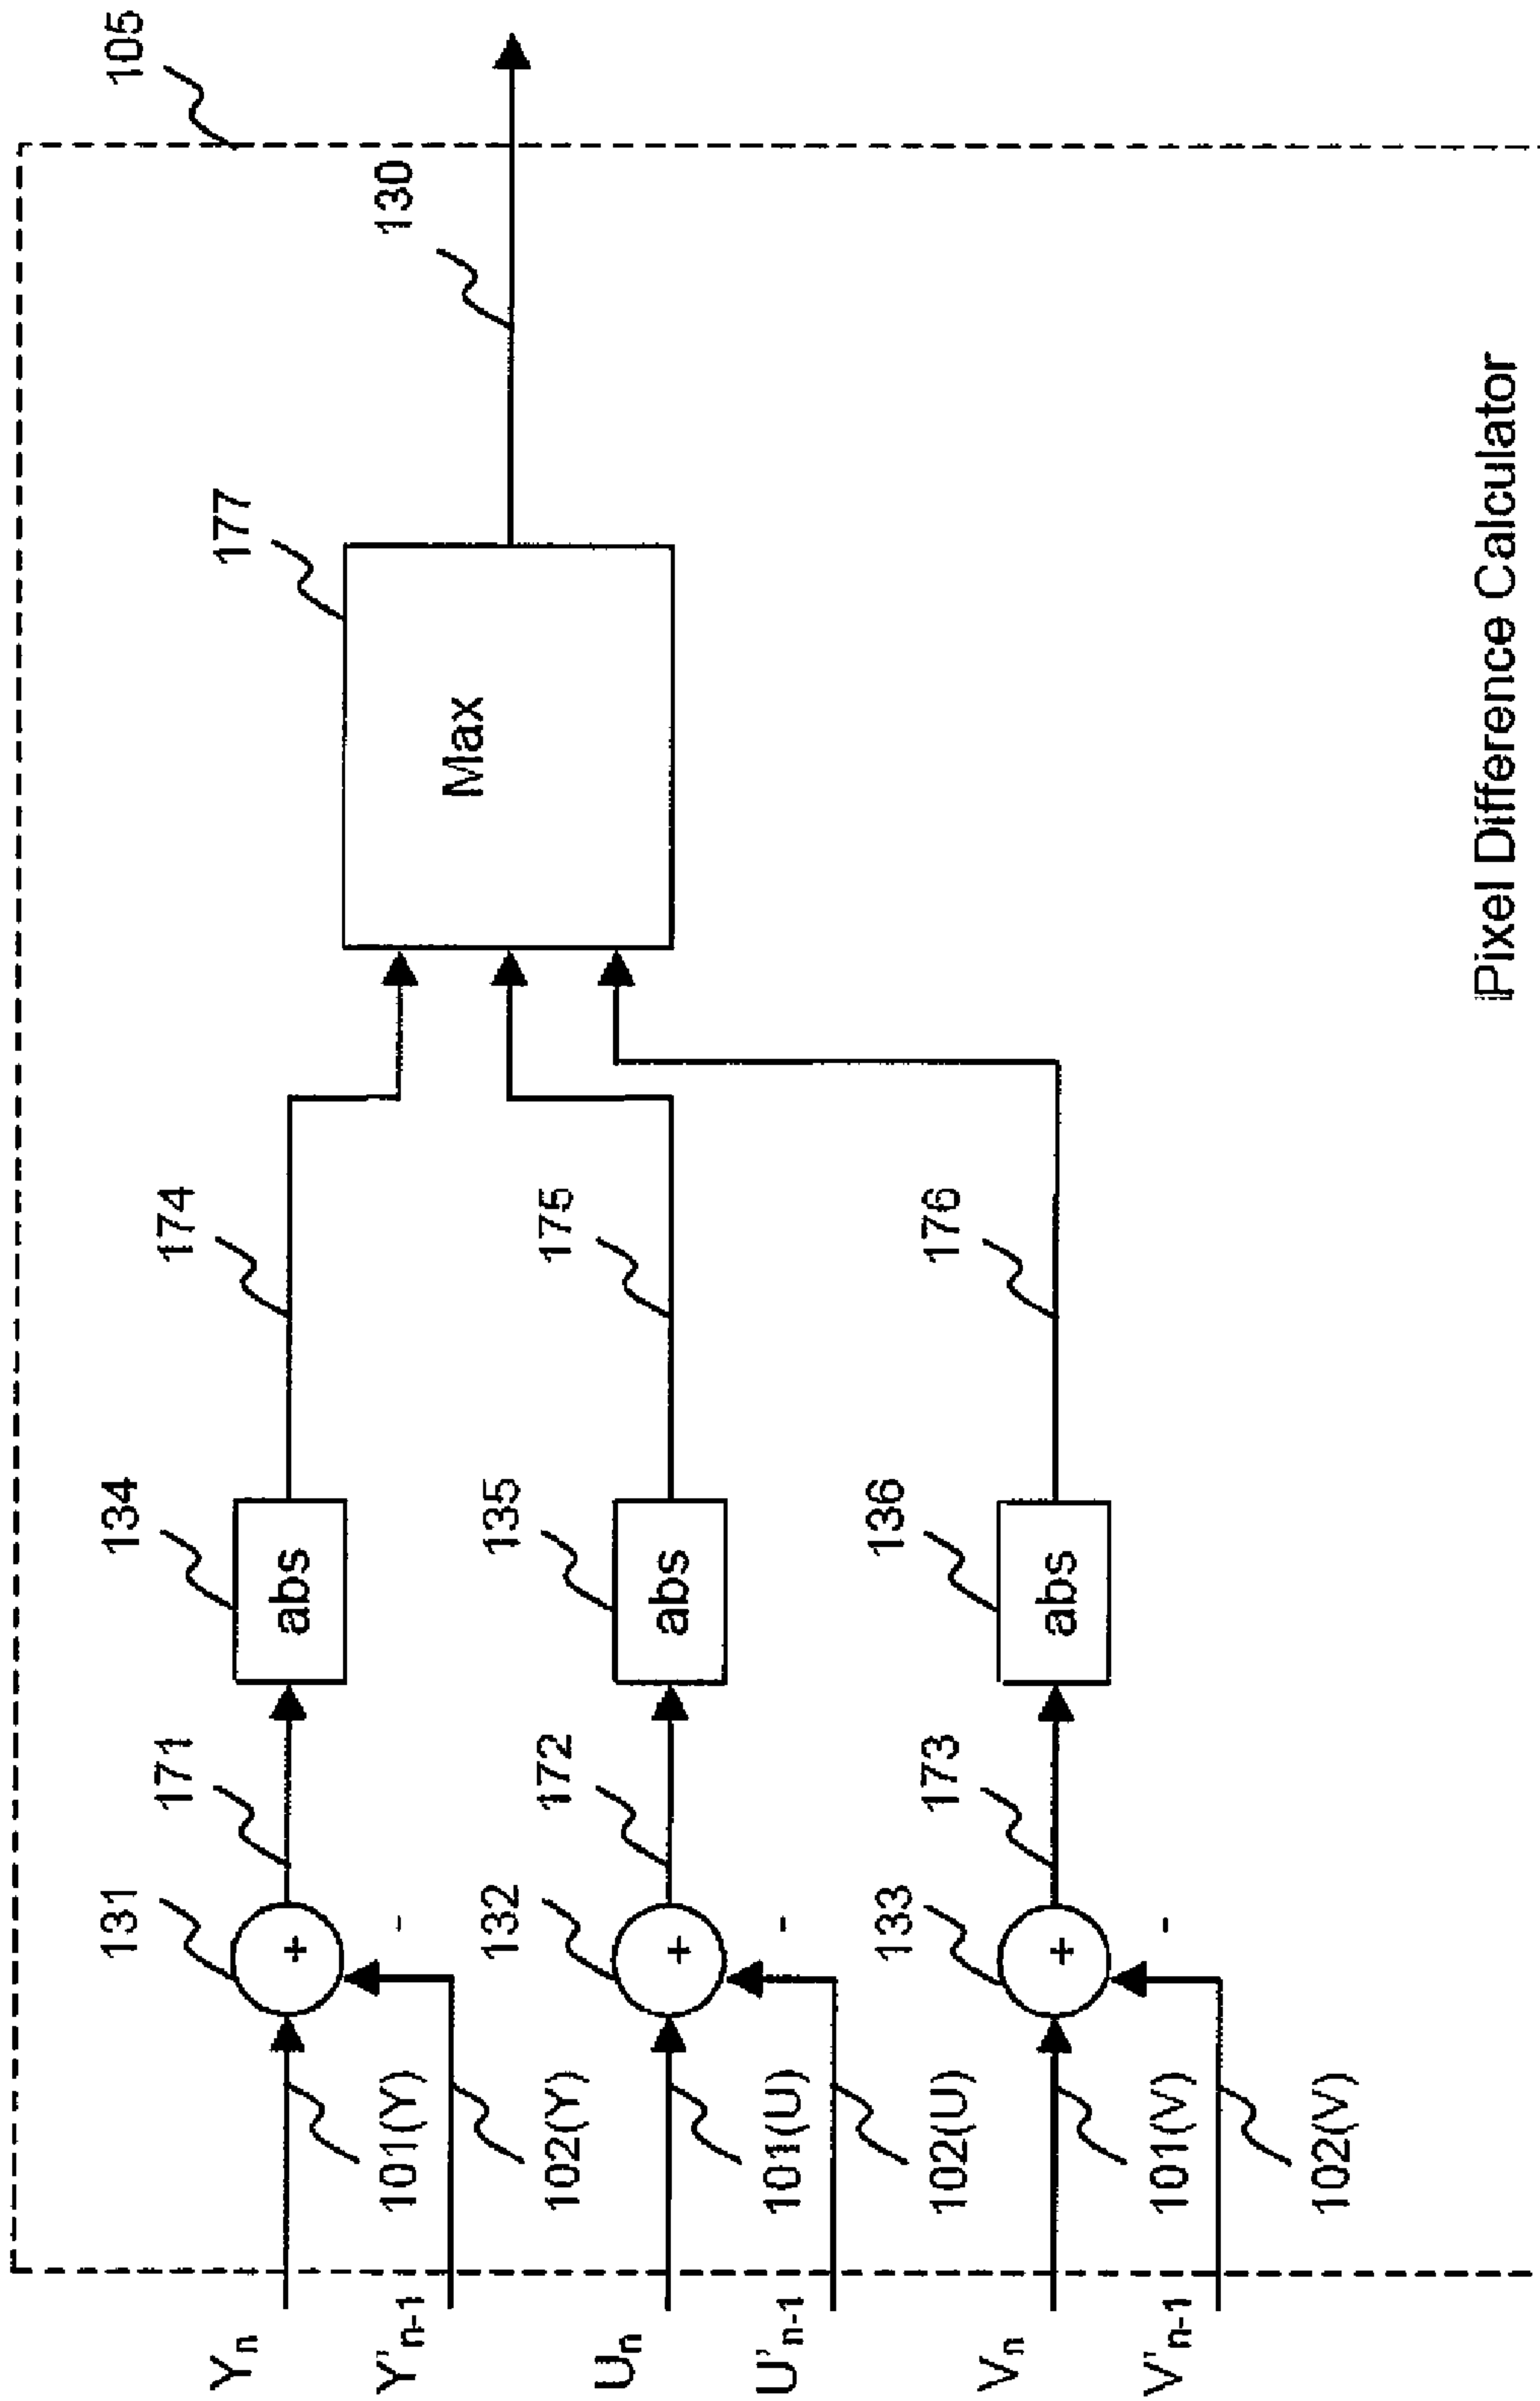 105
130
177
Max
174
175
176
134
abs
135
abs
136
abs
171
172
173
131
+
-
132
+
-
133
+
-
101(Y)
102(Y)
101(U)
102(U)
101(V)
102(V)
Yn
Y'n-1
Un
U'n-1
Vn
V'n-1
Pixel Difference Calculator